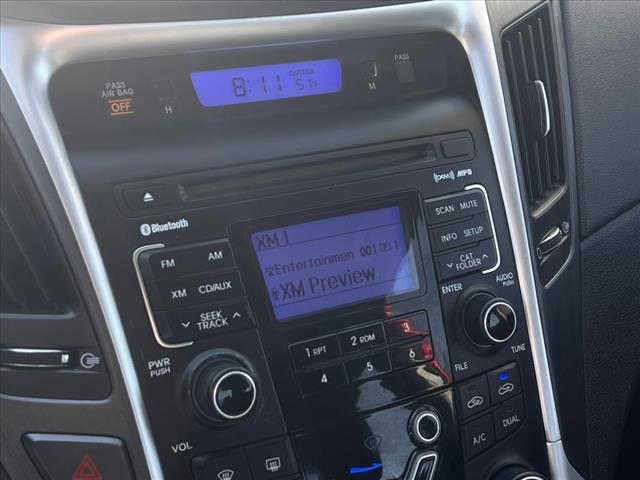 PASS
AIR BAG
OFF
H
8:11
OUTSIDE
51°F
M
PASS
Bluetooth
((XM)) MP3
FM
AM
XM
CD/AUX
SEEK
TRACK
PWR
PUSH
VOL
XM 1
Entertainmen 001 P 1
XM Preview
1 RPT
2 RDM
3
4
5
6
SCAN
MUTE
INFO
SETUP
CAT
FOLDER
ENTER
AUDIO
PUSH
FILE
TUNE
A/C
DUAL